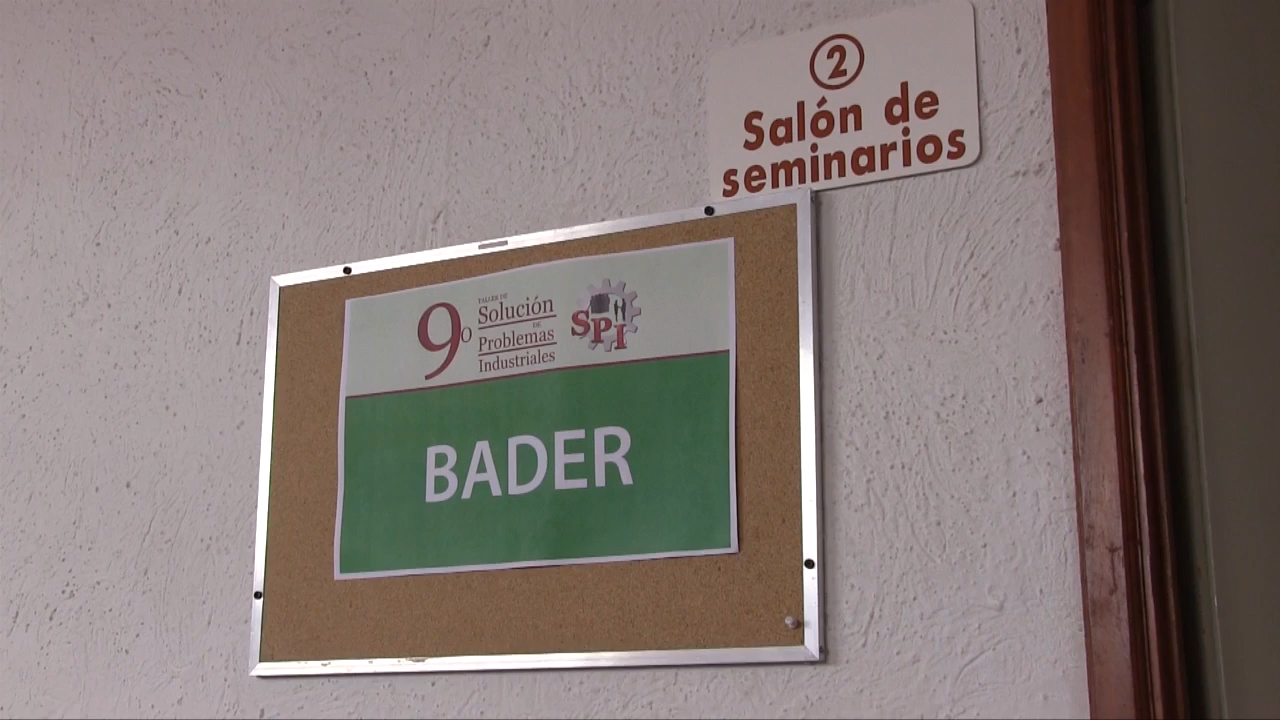 2
Salón de
seminarios
9º
TALLER DE
Solución
DE
Problemas
Industriales
SPI
BADER